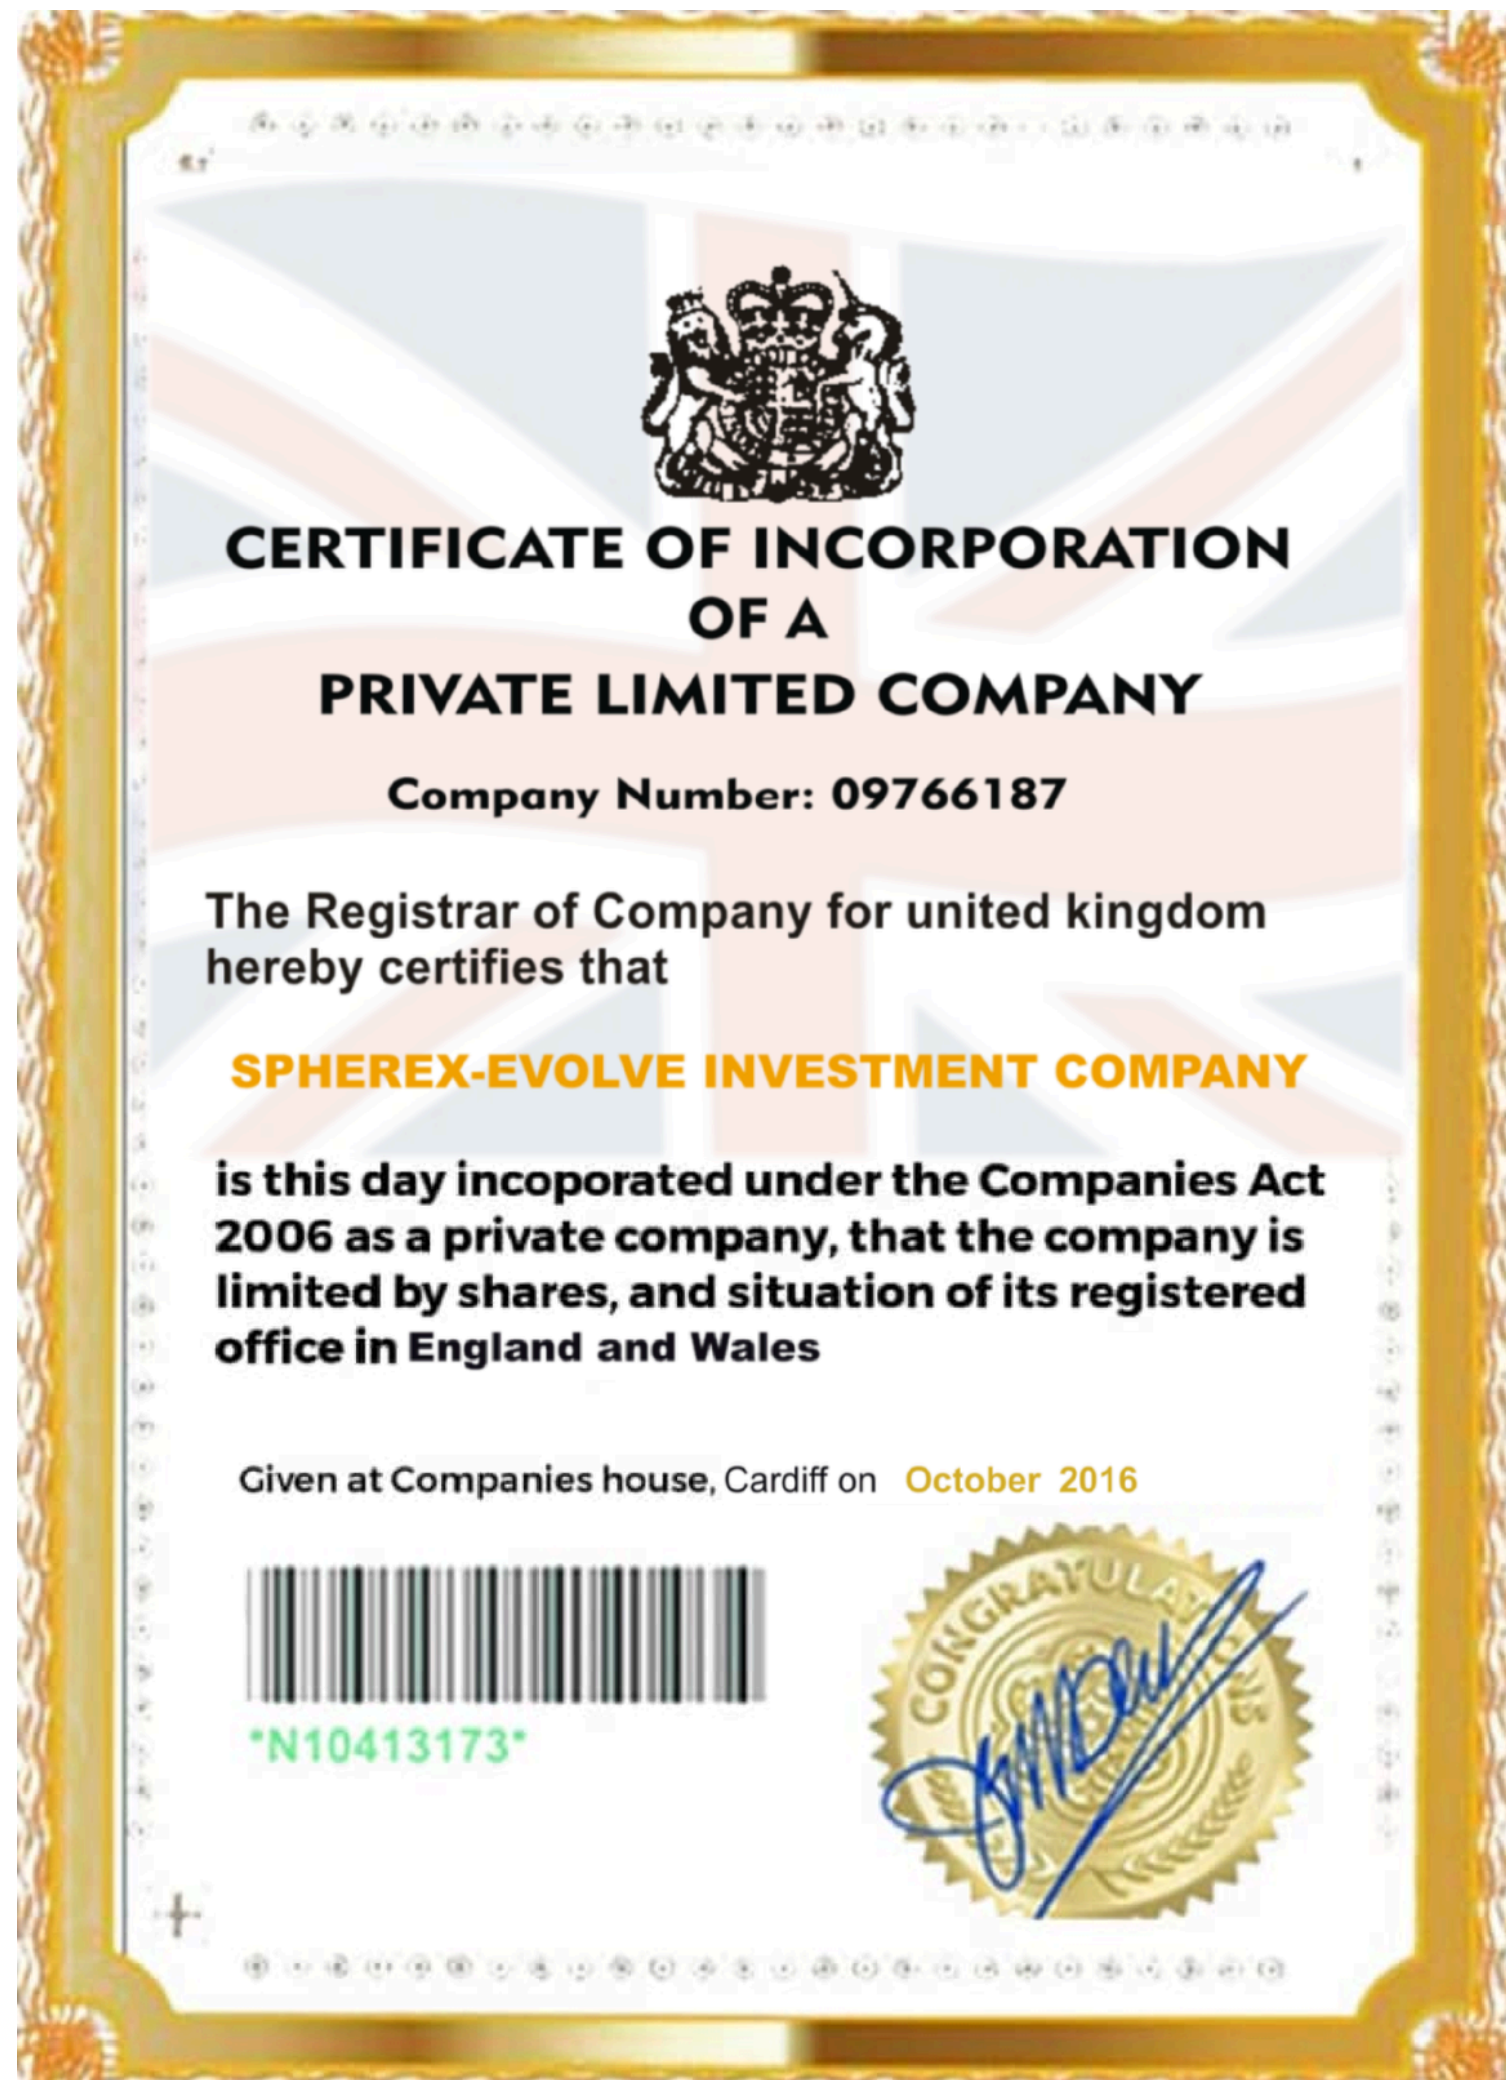 CERTIFICATE OF INCORPORATION
OF A
PRIVATE LIMITED COMPANY
Company Number: 09766187
The Registrar of Company for united kingdom
hereby certifies that
SPHEREX-EVOLVE INVESTMENT COMPANY
is this day incoporated under the Companies Act
2006 as a private company, that the company is
limited by shares, and situation of its registered
office in England and Wales
Given at Companies house, Cardiff on October 2016
*N10413173*
CONGRATULATIONS